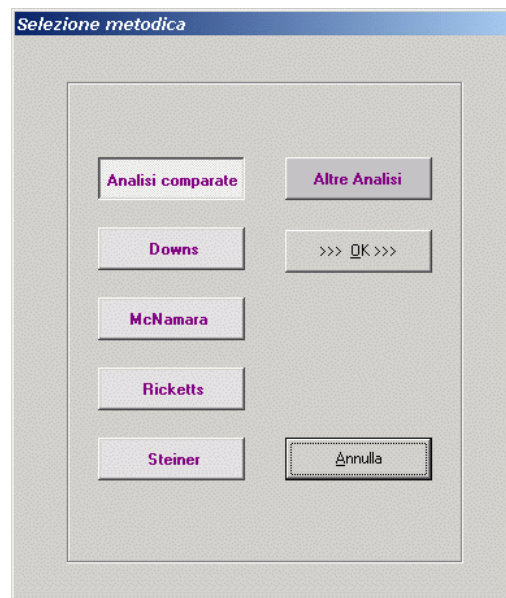 Selezione metodica
Analisi comparate
Altre Analisi
Downs
>>> OK >>>
McNamara
Ricketts
Steiner
Annulla